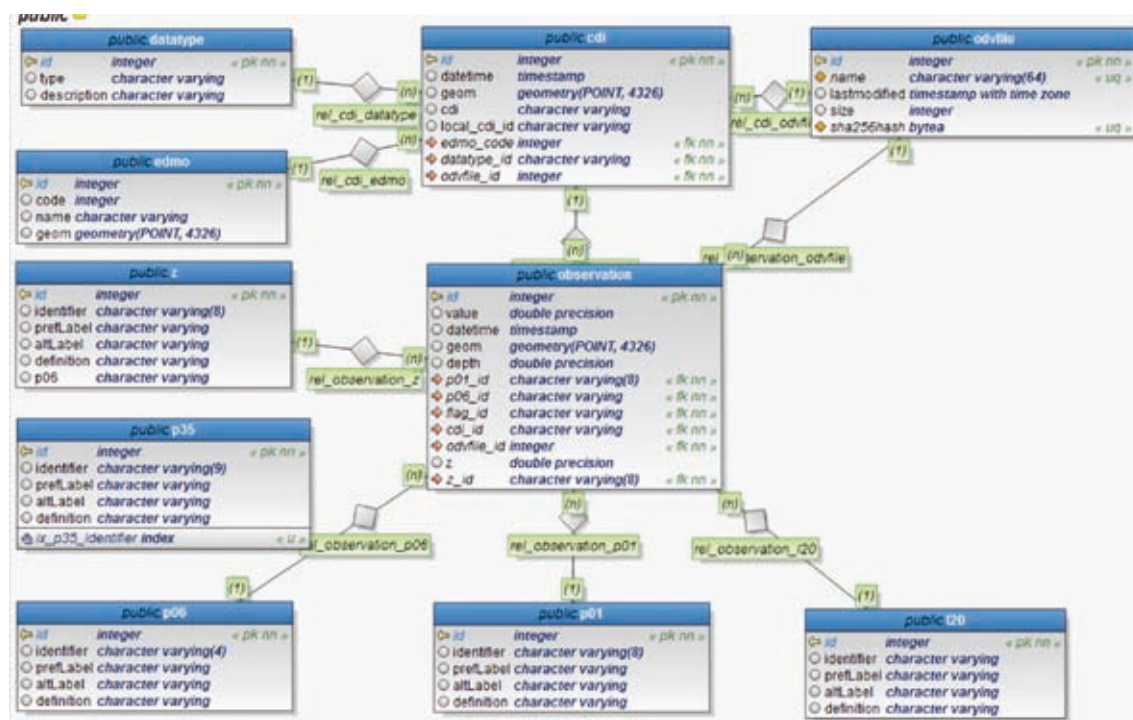 public
public.datatype
id integer « pk nn »
type character varying
description character varying
(1)
(n)
rel_cdi_datatype
public.cdi
id integer « pk nn »
datetime timestamp
geom geometry(POINT, 4326)
cdi character varying
local_cdi_id character varying
edmo_code integer « fk nn »
datatype_id character varying « fk nn »
odvfile_id integer « fk nn »
(n)
(1)
rel_cdi_odvfile
public.odvfile
id integer « pk nn »
name character varying(64) « uq »
lastmodified timestamp with time zone
size integer
sha256hash bytea « uq »
(1)
(n)
rel_observation_odvfile
public.edmo
id integer « pk nn »
code integer
name character varying
geom geometry(POINT, 4326)
(n)
(1)
rel_cdi_edmo
(1)
(n)
public.z
id integer « pk nn »
identifier character varying(8)
prefLabel character varying
altLabel character varying
definition character varying
p06 character varying
(1)
(n)
rel_observation_z
public.observation
id integer « pk nn »
value double precision
datetime timestamp
geom geometry(POINT, 4326)
depth double precision
p01_id character varying(8) « fk nn »
p06_id character varying « fk nn »
flag_id character varying « fk nn »
cdi_id character varying « fk nn »
odvfile_id integer « fk nn »
z double precision
z_id character varying(8) « fk nn »
public.p35
id integer « pk nn »
identifier character varying(9)
prefLabel character varying
altLabel character varying
definition character varying
ix_p35_identifier index « u »
(n)
rel_observation_p06
(1)
(n)
rel_observation_p01
(1)
(n)
rel_observation_l20
(1)
public.p06
id integer « pk nn »
identifier character varying(4)
prefLabel character varying
altLabel character varying
definition character varying
public.p01
id integer « pk nn »
identifier character varying(8)
prefLabel character varying
altLabel character varying
definition character varying
public.l20
id integer « pk nn »
identifier character varying
prefLabel character varying
altLabel character varying
definition character varying